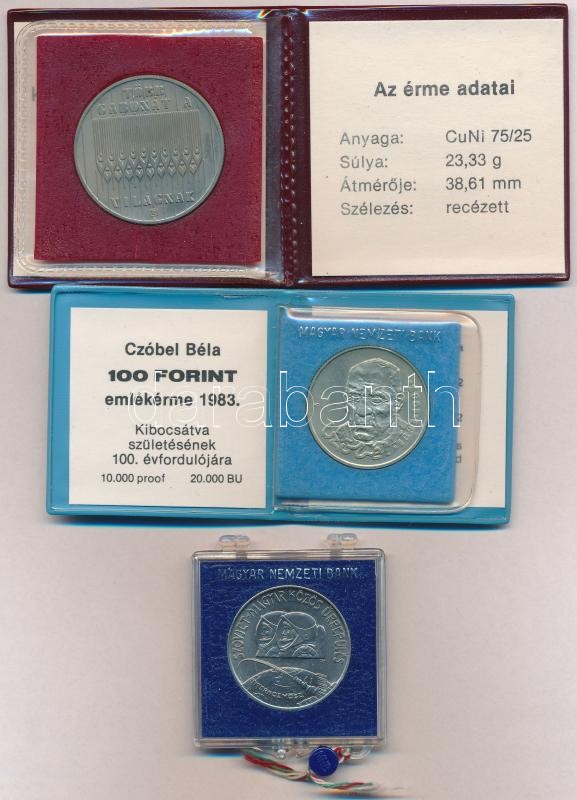 TÖBB
GABONÁT A
VILÁGNAK
Az érme adatai
Anyaga: CuNi 75/25
Súlya: 23,33 g
Átmérője: 38,61 mm
Szélezés: recézett
Czóbel Béla
100 FORINT
emlékérme 1983.
Kibocsátva
születésének
100. évfordulójára
10.000 proof 20.000 BU
MAGYAR NEMZETI BANK
darabanth
MAGYAR NEMZETI BANK
SZOVJET-MAGYAR KÖZÖS ŰRREPÜLÉS
INTERKOZMOSZ